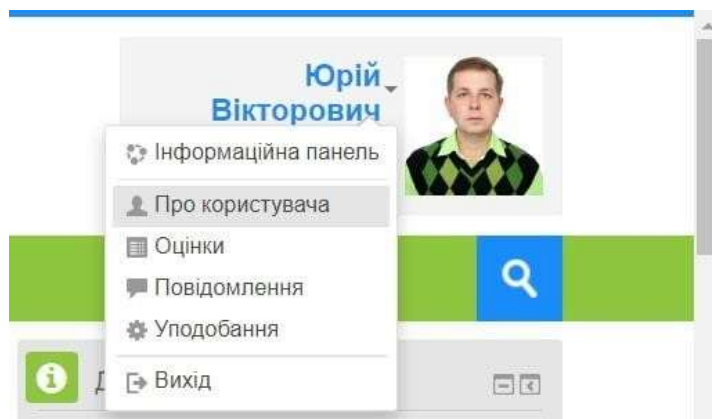 Юрій
Вікторович
Інформаційна панель
Про користувача
Оцінки
Повідомлення
Уподобання
Вихід